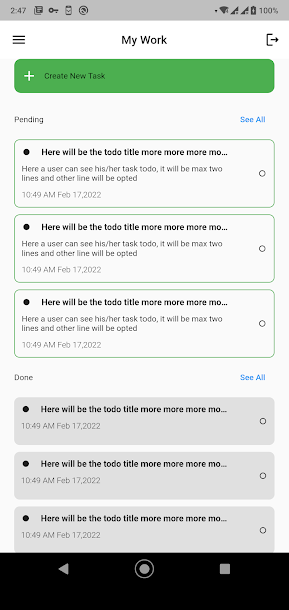 2:47
100%
My Work
Create New Task
Pending
See All
Here will be the todo title more more more mo...
Here a user can see his/her task todo, it will be max two
lines and other line will be opted
10:49 AM Feb 17,2022
Here will be the todo title more more more mo...
Here a user can see his/her task todo, it will be max two
lines and other line will be opted
10:49 AM Feb 17,2022
Here will be the todo title more more more mo...
Here a user can see his/her task todo, it will be max two
lines and other line will be opted
10:49 AM Feb 17,2022
Done
See All
Here will be the todo title more more more mo...
10:49 AM Feb 17,2022
Here will be the todo title more more more mo...
10:49 AM Feb 17,2022
Here will be the todo title more more more mo...
10:49 AM Feb 17,2022